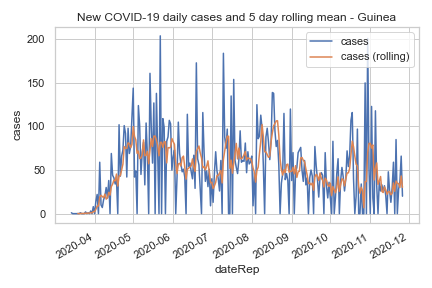 New COVID-19 daily cases and 5 day rolling mean - Guinea
cases
cases (rolling)
200
150
100
50
0
cases
2020-04
2020-05
2020-06
2020-07
2020-08
2020-09
2020-10
2020-11
2020-12
dateRep